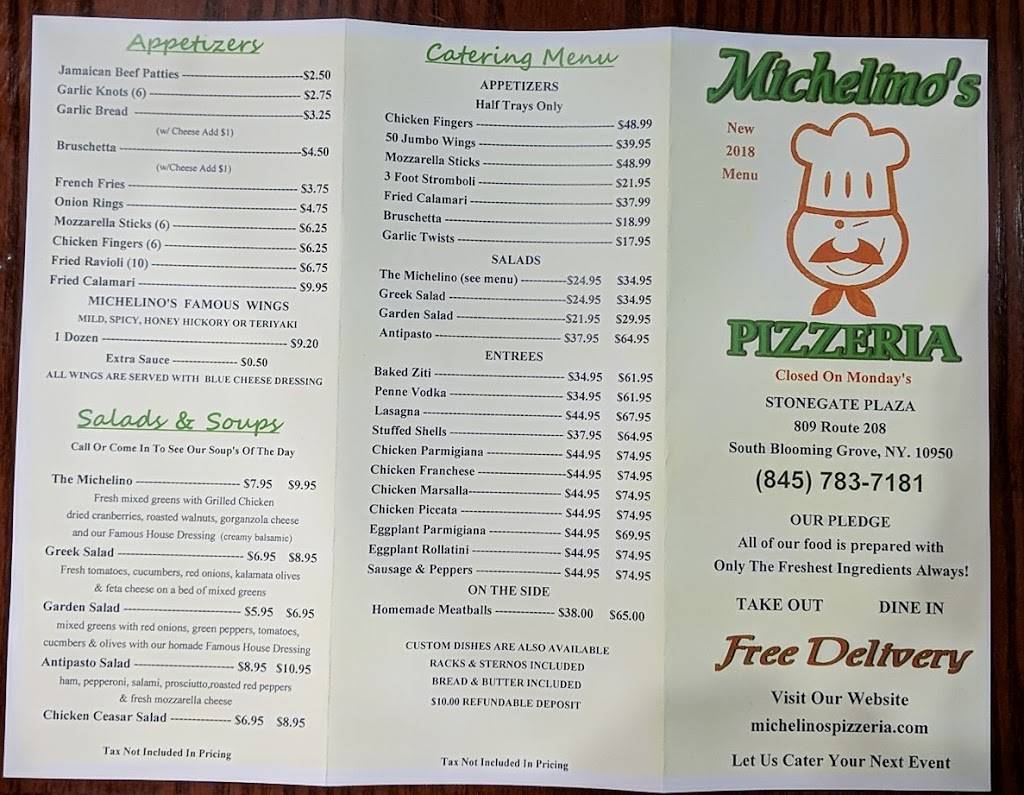 Appetizers
Jamaican Beef Patties $2.50
Garlic Knots (6) $2.75
Garlic Bread $3.25
(w/ Cheese Add $1)
Bruschetta $4.50
(w/Cheese Add $1)
French Fries $3.75
Onion Rings $4.75
Mozzarella Sticks (6) $6.25
Chicken Fingers (6) $6.25
Fried Ravioli (10) $6.75
Fried Calamari $9.95
MICHELINO'S FAMOUS WINGS
MILD, SPICY, HONEY HICKORY OR TERIYAKI
1 Dozen $9.20
Extra Sauce $0.50
ALL WINGS ARE SERVED WITH BLUE CHEESE DRESSING
Salads & Soups
Call Or Come In To See Our Soup's Of The Day
The Michelino $7.95 $9.95
Fresh mixed greens with Grilled Chicken
dried cranberries, roasted walnuts, gorganzola cheese
and our Famous House Dressing (creamy balsamic)
Greek Salad $6.95 $8.95
Fresh tomatoes, cucumbers, red onions, kalamata olives
& feta cheese on a bed of mixed greens
Garden Salad $5.95 $6.95
mixed greens with red onions, green peppers, tomatoes,
cucmbers & olives with our homade Famous House Dressing
Antipasto Salad $8.95 $10.95
ham, pepperoni, salami, prosciutto,roasted red peppers
& fresh mozzarella cheese
Chicken Ceasar Salad $6.95 $8.95
Tax Not Included In Pricing
Catering Menu
APPETIZERS
Half Trays Only
Chicken Fingers $48.99
50 Jumbo Wings $39.95
Mozzarella Sticks $48.99
3 Foot Stromboli $21.95
Fried Calamari $37.99
Bruschetta $18.99
Garlic Twists $17.95
SALADS
The Michelino (see menu) $24.95 $34.95
Greek Salad $24.95 $34.95
Garden Salad $21.95 $29.95
Antipasto $37.95 $64.95
ENTREES
Baked Ziti $34.95 $61.95
Penne Vodka $34.95 $61.95
Lasagna $44.95 $67.95
Stuffed Shells $37.95 $64.95
Chicken Parmigiana $44.95 $74.95
Chicken Franchese $44.95 $74.95
Chicken Marsalla $44.95 $74.95
Chicken Piccata $44.95 $74.95
Eggplant Parmigiana $44.95 $69.95
Eggplant Rollatini $44.95 $74.95
Sausage & Peppers $44.95 $74.95
ON THE SIDE
Homemade Meatballs $38.00 $65.00
CUSTOM DISHES ARE ALSO AVAILABLE
RACKS & STERNOS INCLUDED
BREAD & BUTTER INCLUDED
$10.00 REFUNDABLE DEPOSIT
Tax Not Included In Pricing
Michelino's
New
2018
Menu
PIZZERIA
Closed On Monday's
STONEGATE PLAZA
809 Route 208
South Blooming Grove, NY. 10950
(845) 783-7181
OUR PLEDGE
All of our food is prepared with
Only The Freshest Ingredients Always!
TAKE OUT DINE IN
Free Delivery
Visit Our Website
michelinospizzeria.com
Let Us Cater Your Next Event